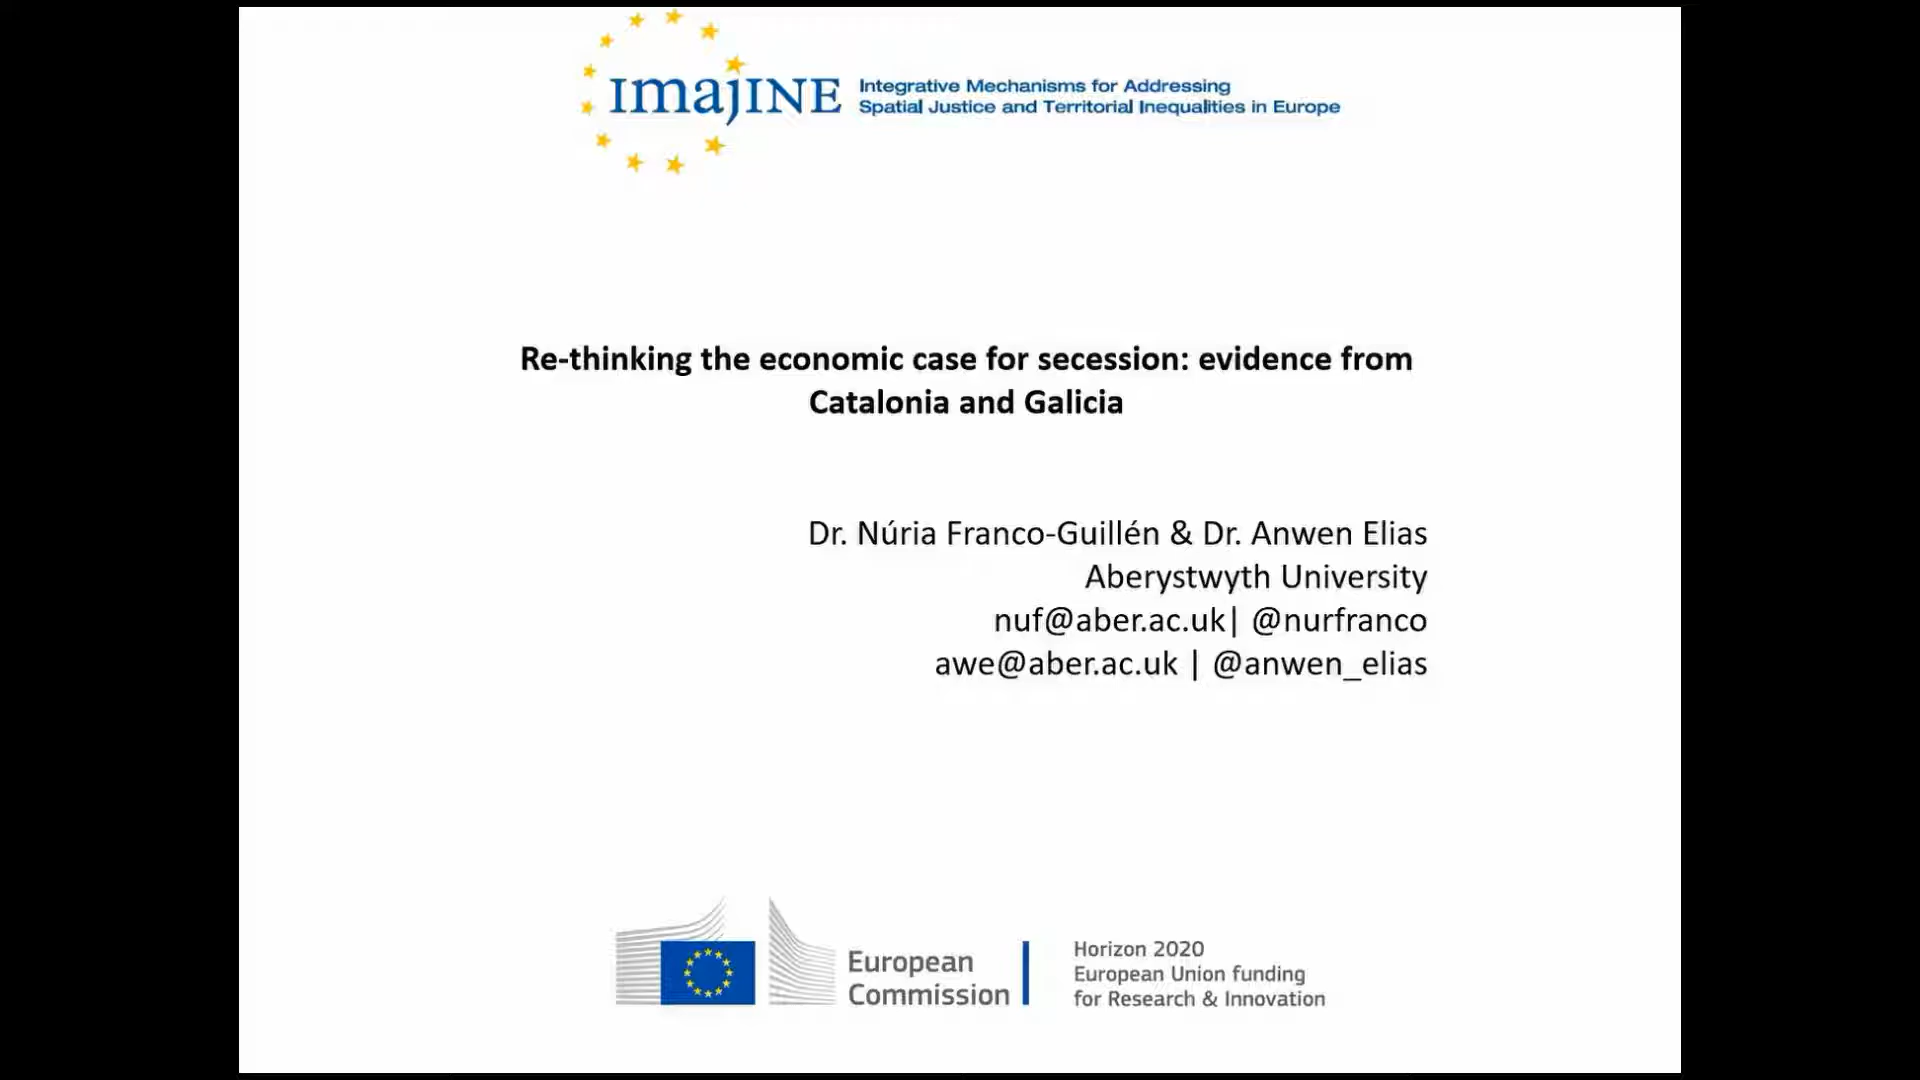 ImajINE
Integrative Mechanisms for Addressing
Spatial Justice and Territorial Inequalities in Europe
Re-thinking the economic case for secession: evidence from
Catalonia and Galicia
Dr. Núria Franco-Guillén & Dr. Anwen Elias
Aberystwyth University
nuf@aber.ac.uk| @nurfranco
awe@aber.ac.uk | @anwen_elias
European
Commission
Horizon 2020
European Union funding
for Research & Innovation